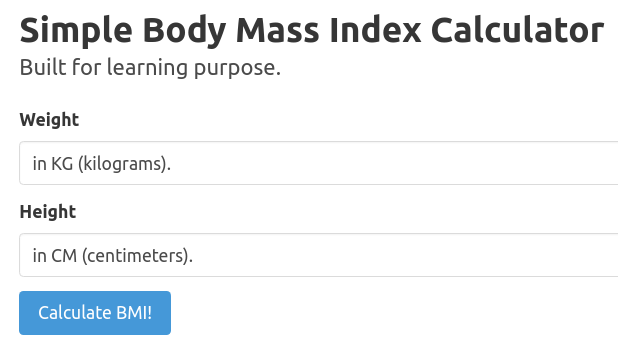 Simple Body Mass Index Calculator
Built for learning purpose.
Weight
in KG (kilograms).
Height
in CM (centimeters).
Calculate BMI!